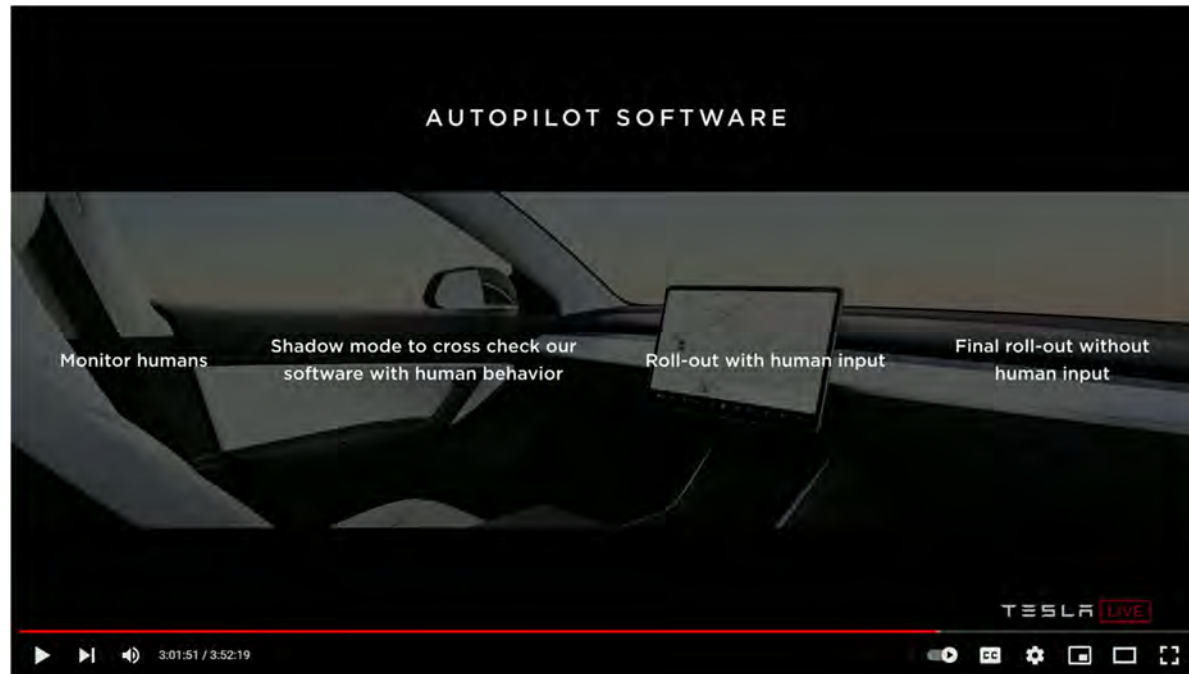 AUTOPILOT SOFTWARE
Monitor humans
Shadow mode to cross check our
software with human behavior
Roll-out with human input
Final roll-out without
human input
TESLA LIVE
3:01:51 / 3:52:19
CC